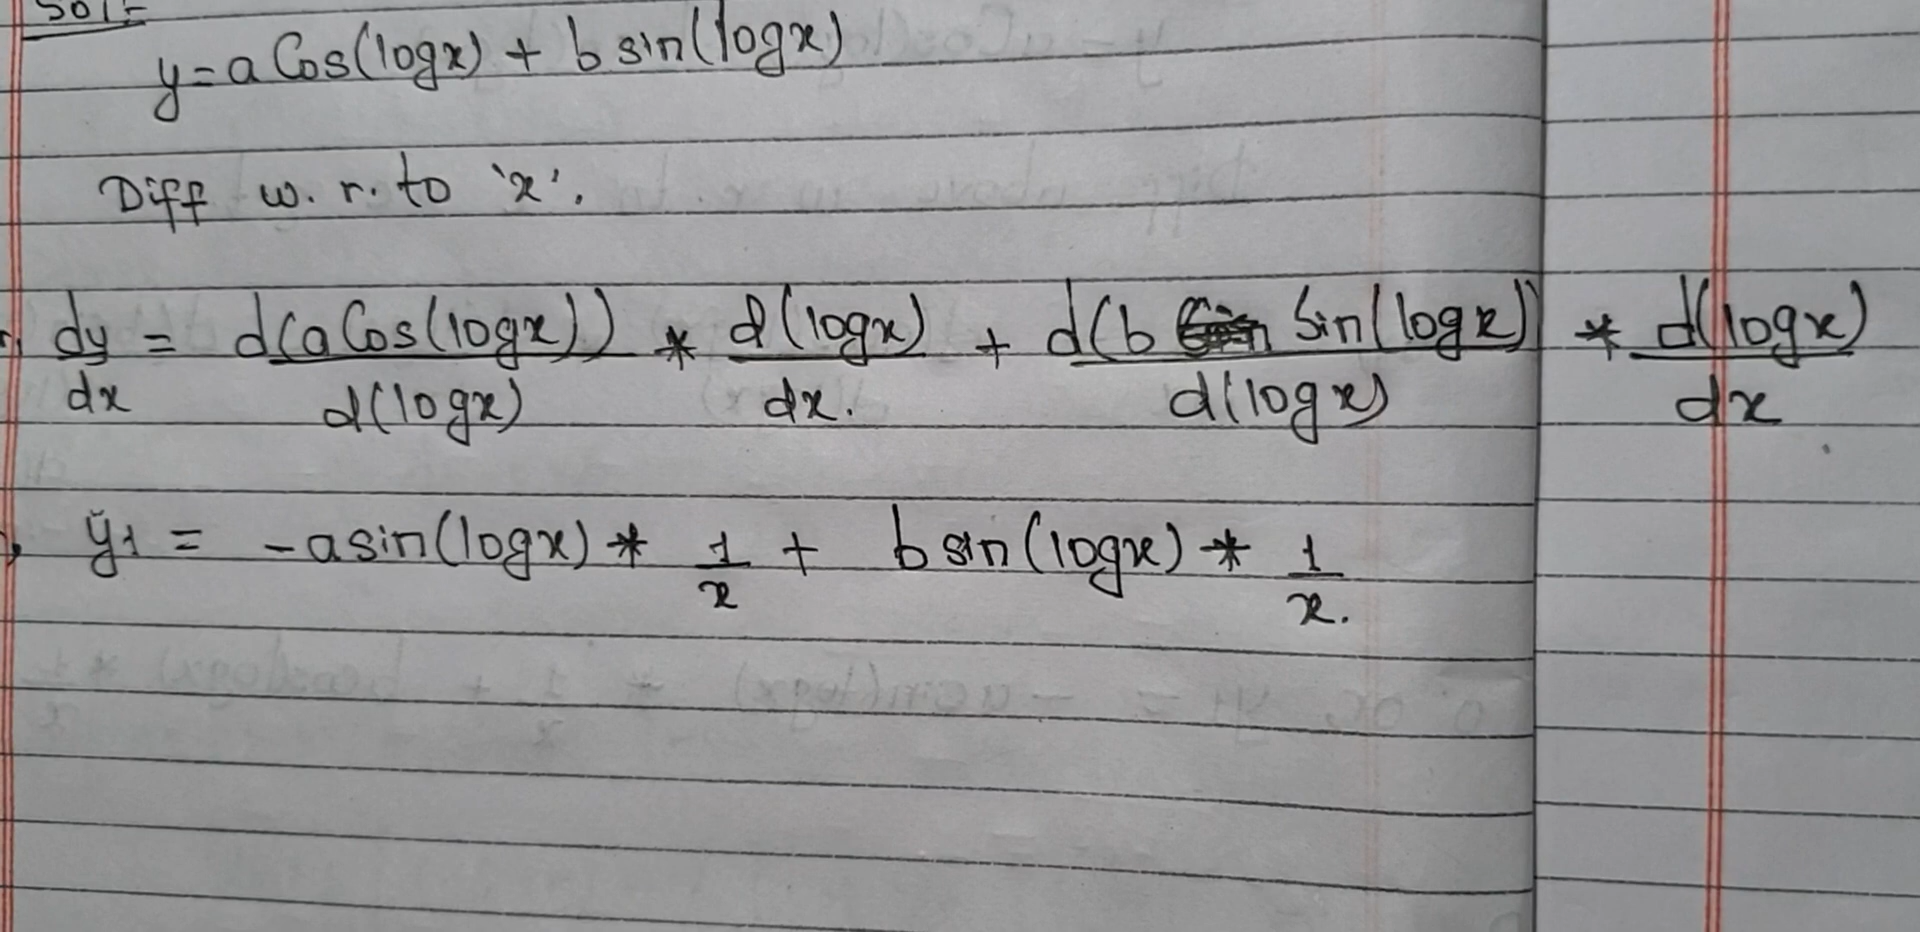 Sol:-
y = a Cos(logx) + b sin(logx)
Diff w. r. to 'x'.
dy/dx = d(a Cos(logx))/d(logx) * d(logx)/dx. + d(b Sin(logx))/d(logx) * d(logx)/dx
y1 = -asin(logx) * 1/x + b sin(logx) * 1/x.